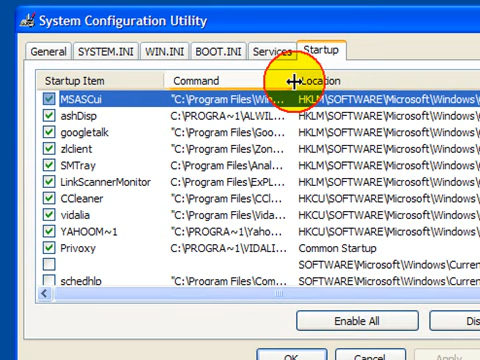 System Configuration Utility
General SYSTEM.INI WIN.INI BOOT.INI Services Startup
Startup Item Command Location
MSASCui "C:\Program Files\Win... HKLM\SOFTWARE\Microsoft\Windows\
ashDisp C:\PROGRA~1\ALWIL... HKLM\SOFTWARE\Microsoft\Windows\
googletalk "C:\Program Files\Goo... HKLM\SOFTWARE\Microsoft\Windows\
zlclient "C:\Program Files\Zon... HKLM\SOFTWARE\Microsoft\Windows\
SMTray C:\Program Files\Anal... HKLM\SOFTWARE\Microsoft\Windows\
LinkScannerMonitor "C:\Program Files\ExPL... HKLM\SOFTWARE\Microsoft\Windows\
CCleaner "C:\Program Files\CCl... HKCU\SOFTWARE\Microsoft\Windows\
vidalia "C:\Program Files\Vida... HKCU\SOFTWARE\Microsoft\Windows\
YAHOOM~1 "C:\PROGRA~1\Yaho... HKCU\SOFTWARE\Microsoft\Windows\
Privoxy C:\PROGRA~1\VIDALI... Common Startup
SOFTWARE\Microsoft\Windows\Curren
schedhlp "C:\Program Files\Com... SOFTWARE\Microsoft\Windows\Curren
Enable All Dis
OK Cancel Apply